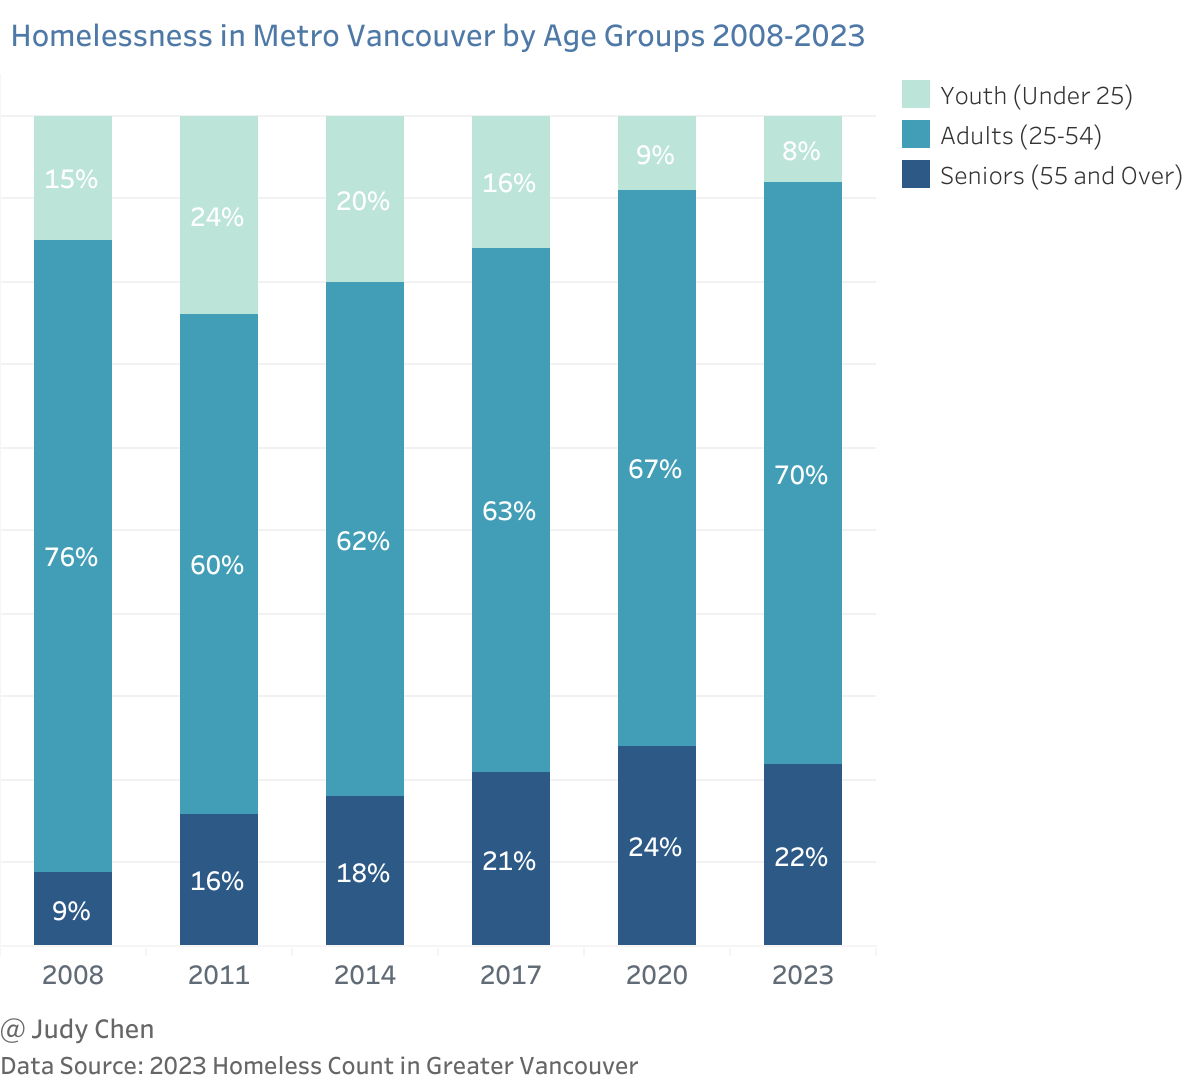 Homelessness in Metro Vancouver by Age Groups 2008-2023
Youth (Under 25)
Adults (25-54)
Seniors (55 and Over)
15% 24% 20% 16% 9% 8%
76% 60% 62% 63% 67% 70%
9% 16% 18% 21% 24% 22%
2008 2011 2014 2017 2020 2023
@ Judy Chen
Data Source: 2023 Homeless Count in Greater Vancouver